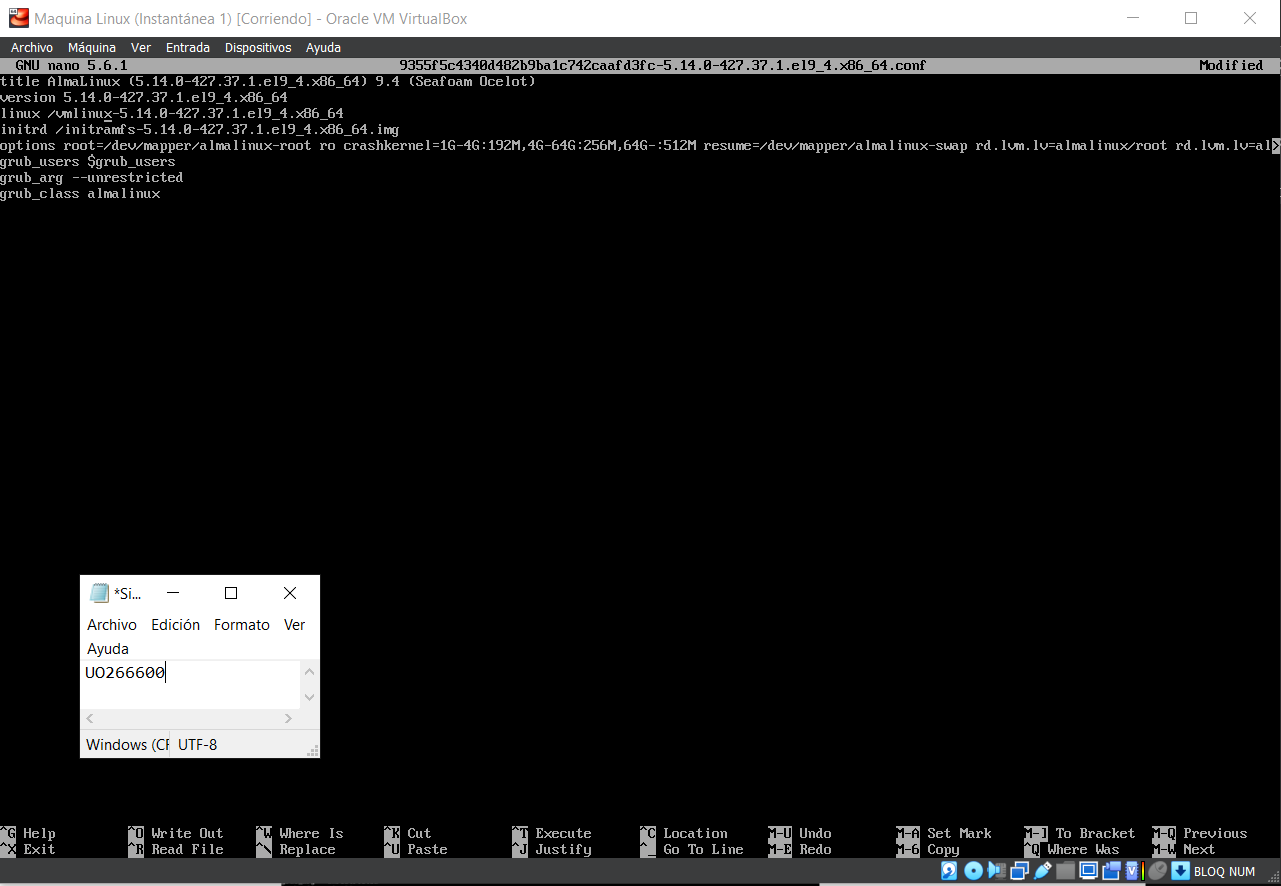 Maquina Linux (Instantánea 1) [Corriendo] - Oracle VM VirtualBox
Archivo Máquina Ver Entrada Dispositivos Ayuda
GNU nano 5.6.1 9355f5c4340d482b9ba1c742caafd3fc-5.14.0-427.37.1.el9_4.x86_64.conf Modified
title AlmaLinux (5.14.0-427.37.1.el9_4.x86_64) 9.4 (Seafoam Ocelot)
version 5.14.0-427.37.1.el9_4.x86_64
linux /vmlinux-5.14.0-427.37.1.el9_4.x86_64
initrd /initramfs-5.14.0-427.37.1.el9_4.x86_64.img
options root=/dev/mapper/almalinux-root ro crashkernel=1G-4G:192M,4G-64G:256M,64G-:512M resume=/dev/mapper/almalinux-swap rd.lvm.lv=almalinux/root rd.lvm.lv=al>
grub_users $grub_users
grub_arg --unrestricted
grub_class almalinux
*Si...
Archivo Edición Formato Ver
Ayuda
UO266600
Windows (CF UTF-8
^G Help ^O Write Out ^W Where Is ^K Cut ^T Execute ^C Location M-U Undo M-A Set Mark M-] To Bracket M-Q Previous
^X Exit ^R Read File ^\ Replace ^U Paste ^J Justify ^_ Go To Line M-E Redo M-6 Copy ^Q Where Was M-W Next
BLOQ NUM